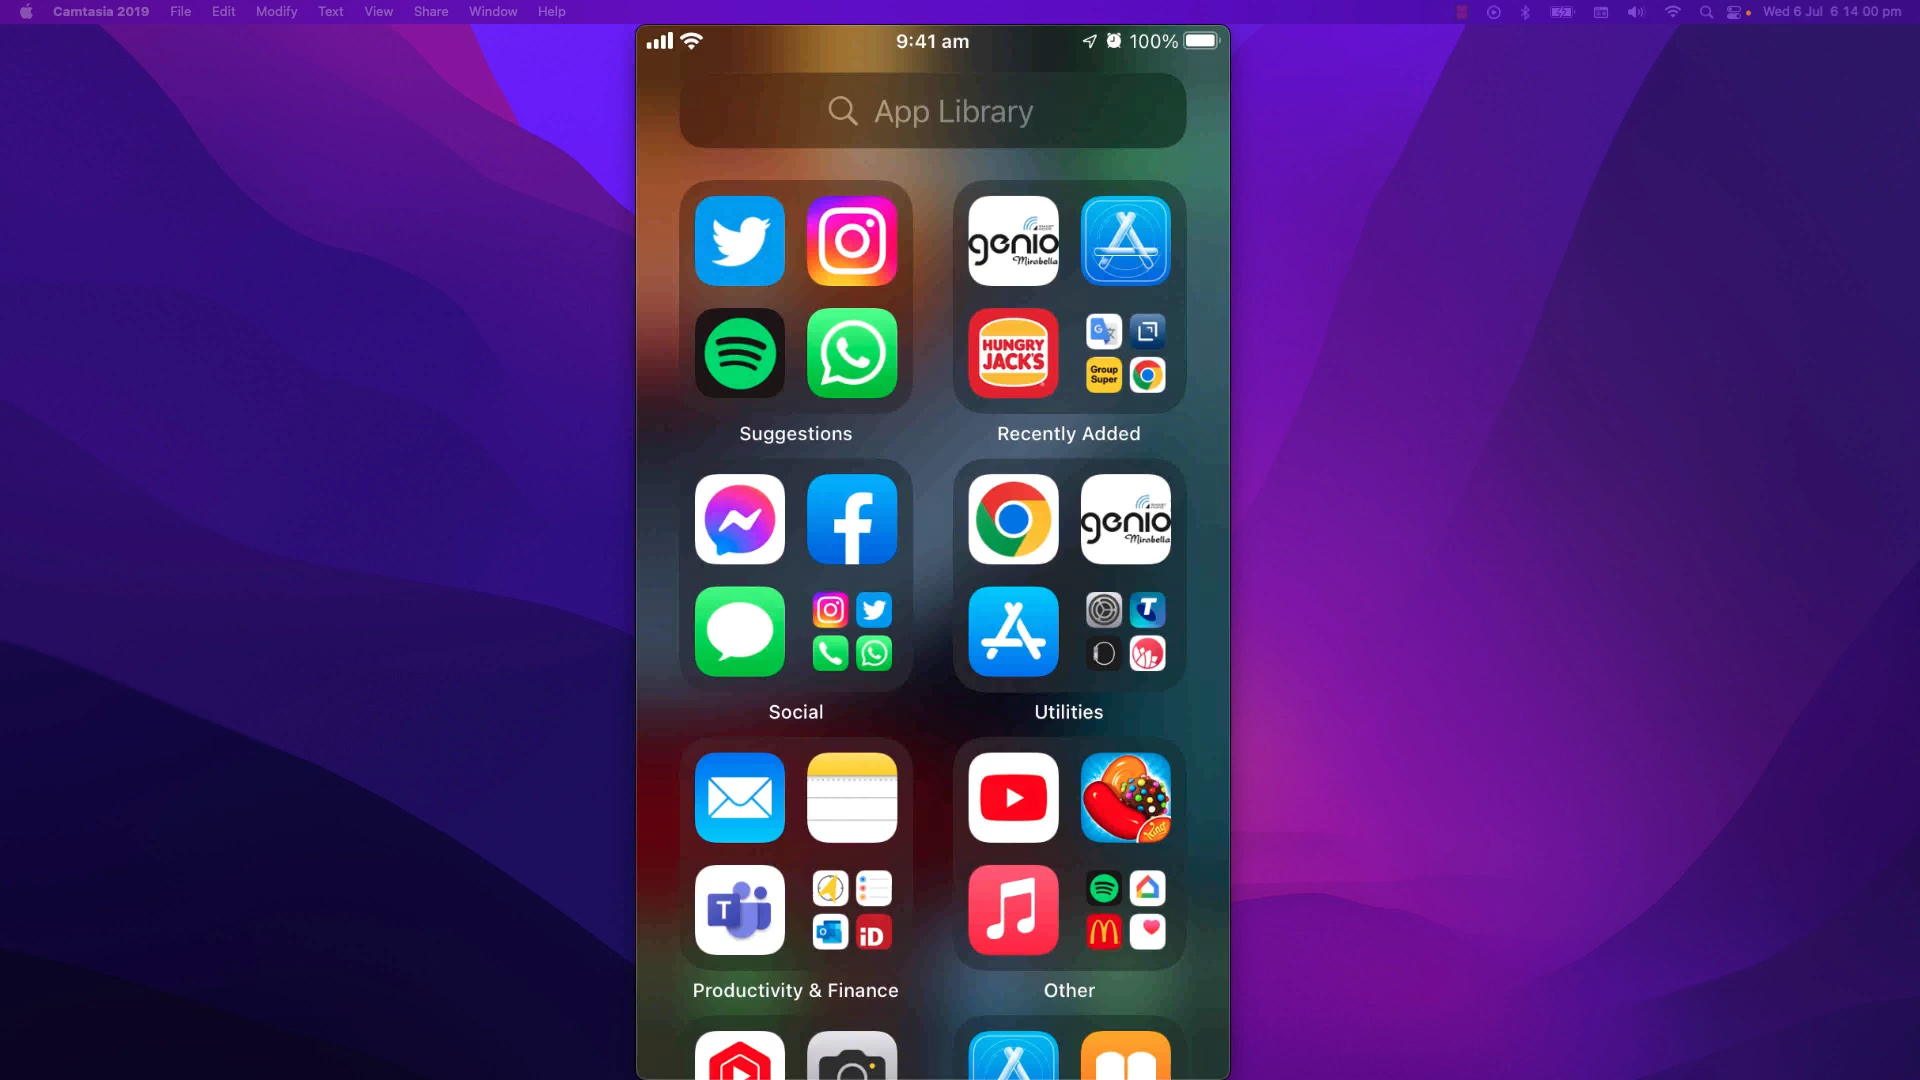 Camtasia 2019 File Edit Modify Text View Share Window Help Wed 6 Jul 6 14 00 pm
9:41 am 100%
App Library
genio
Mirabella
HUNGRY
JACK'S
Group
Super
Suggestions Recently Added
genio
Mirabella
T
Social Utilities
King
T
iD
Productivity & Finance Other